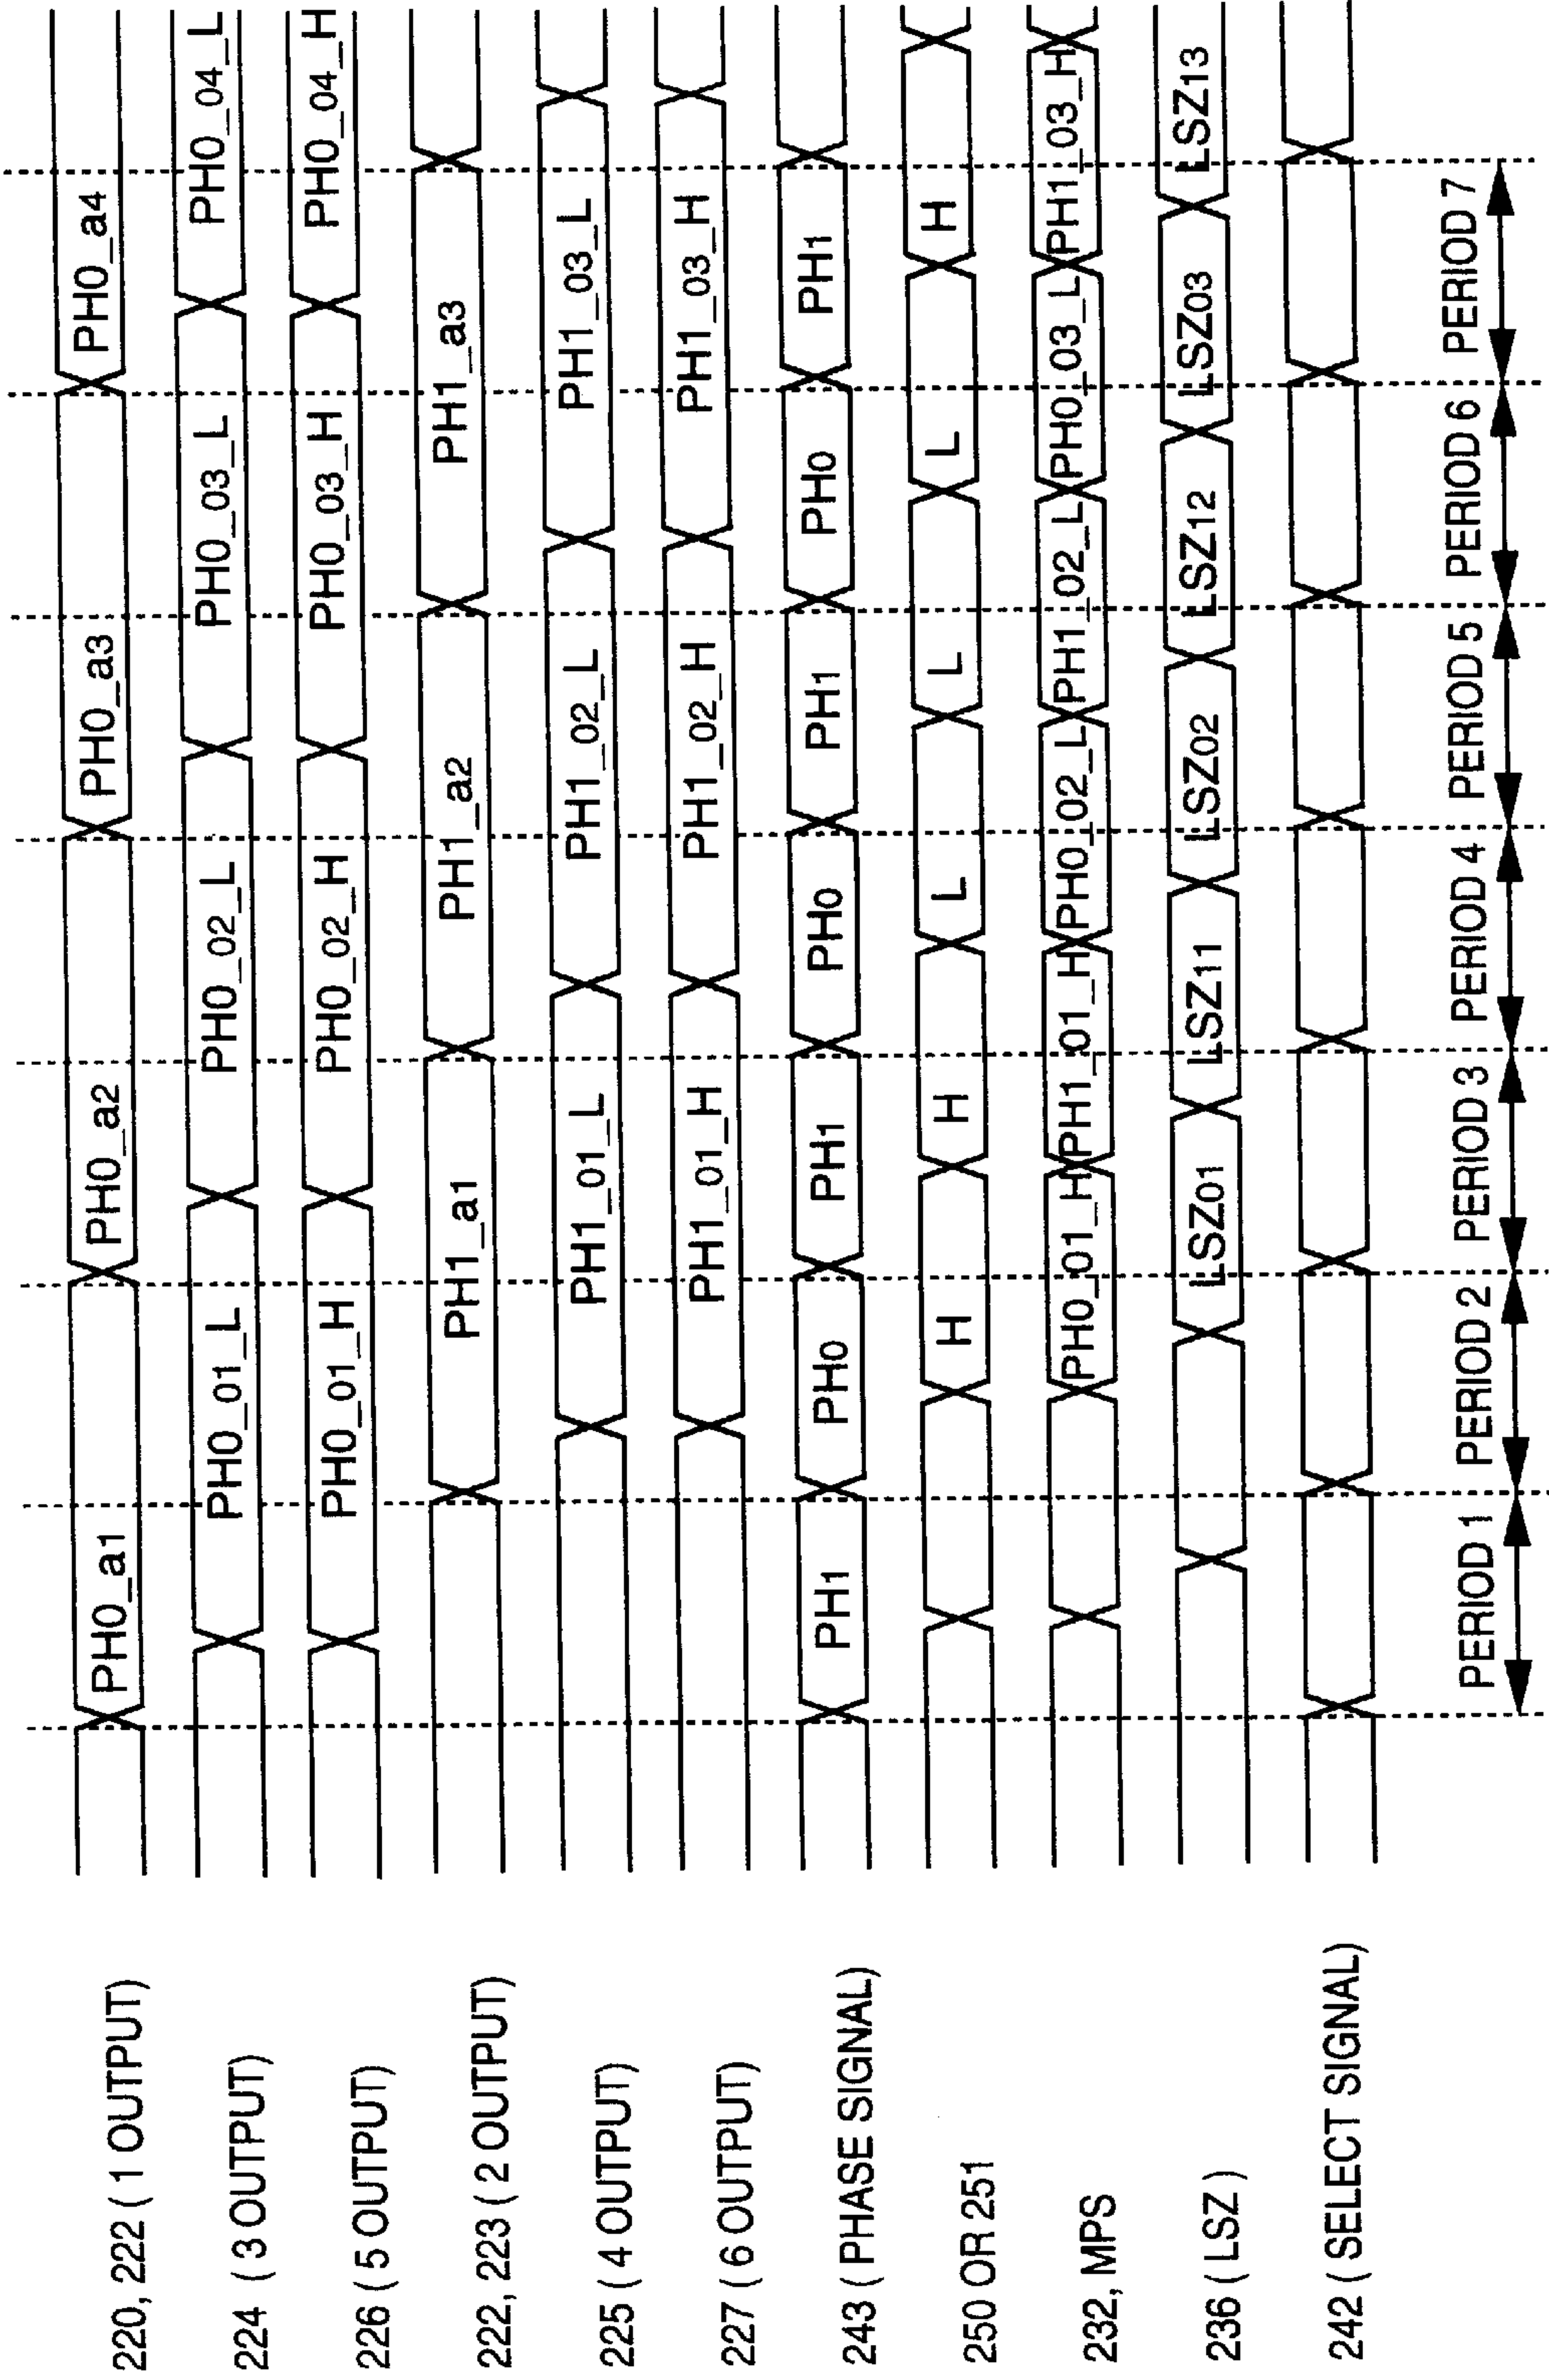 220, 222 ( 1 OUTPUT) PH0_a1 PH0_a2 PH0_a3 PH0_a4
224 ( 3 OUTPUT) PH0_01_L PH0_02_L PH0_03_L PH0_04_L
226 ( 5 OUTPUT) PH0_01_H PH0_02_H PH0_03_H PH0_04_H
222, 223 ( 2 OUTPUT) PH1_a1 PH1_a2 PH1_a3
225 ( 4 OUTPUT) PH1_01_L PH1_02_L PH1_03_L
227 ( 6 OUTPUT) PH1_01_H PH1_02_H PH1_03_H
243 ( PHASE SIGNAL) PH1 PH0 PH1 PH0 PH1 PH0 PH1
250 OR 251 H H L L L H
232, MPS PH0_01_H PH1_01_H PH0_02_L PH1_02_L PH0_03_L PH1_03_H
236 ( LSZ ) LSZ01 LSZ11 LSZ02 LSZ12 LSZ03 LSZ13
242 ( SELECT SIGNAL)
PERIOD 1 PERIOD 2 PERIOD 3 PERIOD 4 PERIOD 5 PERIOD 6 PERIOD 7